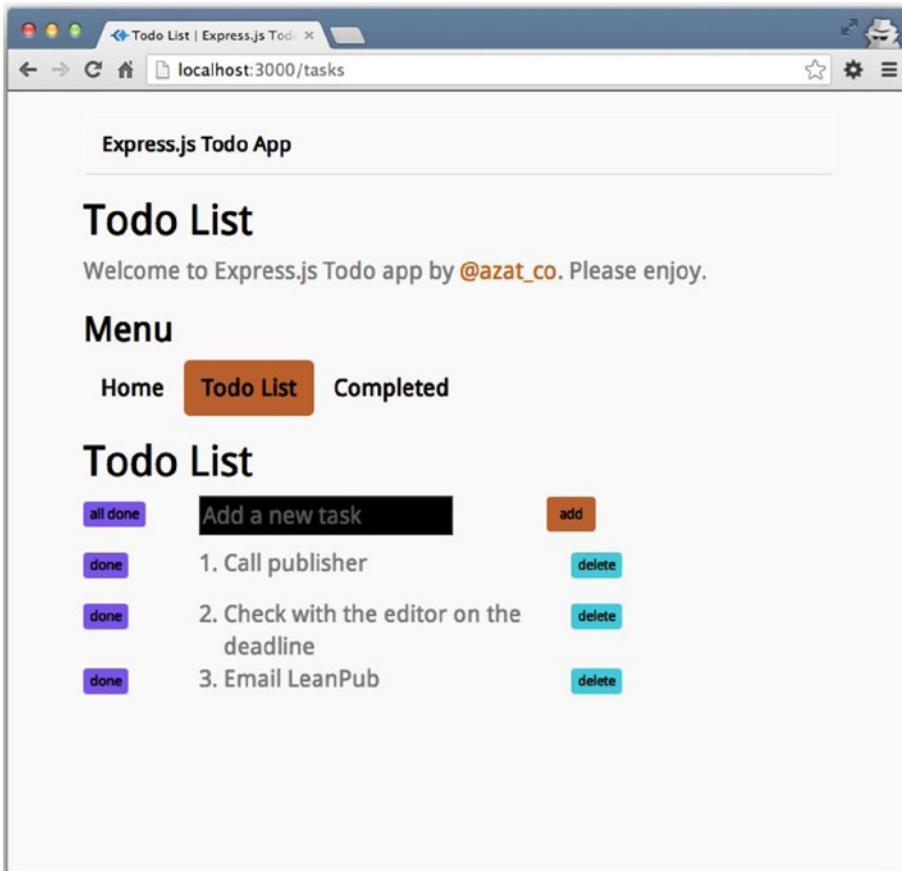 Todo List | Express.js Tod
localhost:3000/tasks
Express.js Todo App
Todo List
Welcome to Express.js Todo app by @azat_co. Please enjoy.
Menu
Home Todo List Completed
Todo List
all done Add a new task add
done 1. Call publisher delete
done 2. Check with the editor on the delete
deadline
done 3. Email LeanPub delete